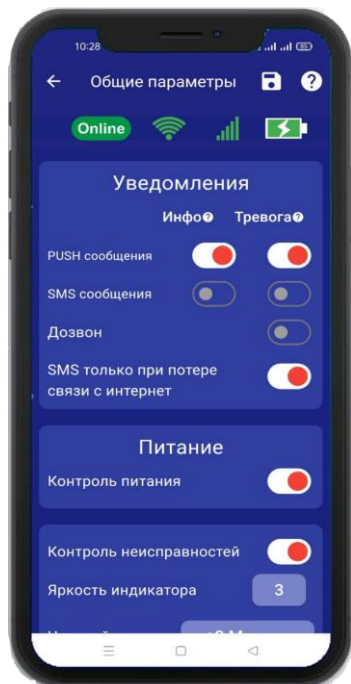 10:28
Общие параметры
Online
Уведомления
Инфо Тревога
PUSH сообщения
SMS сообщения
Дозвон
SMS только при потере
связи с интернет
Питание
Контроль питания
Контроль неисправностей
Яркость индикатора 3